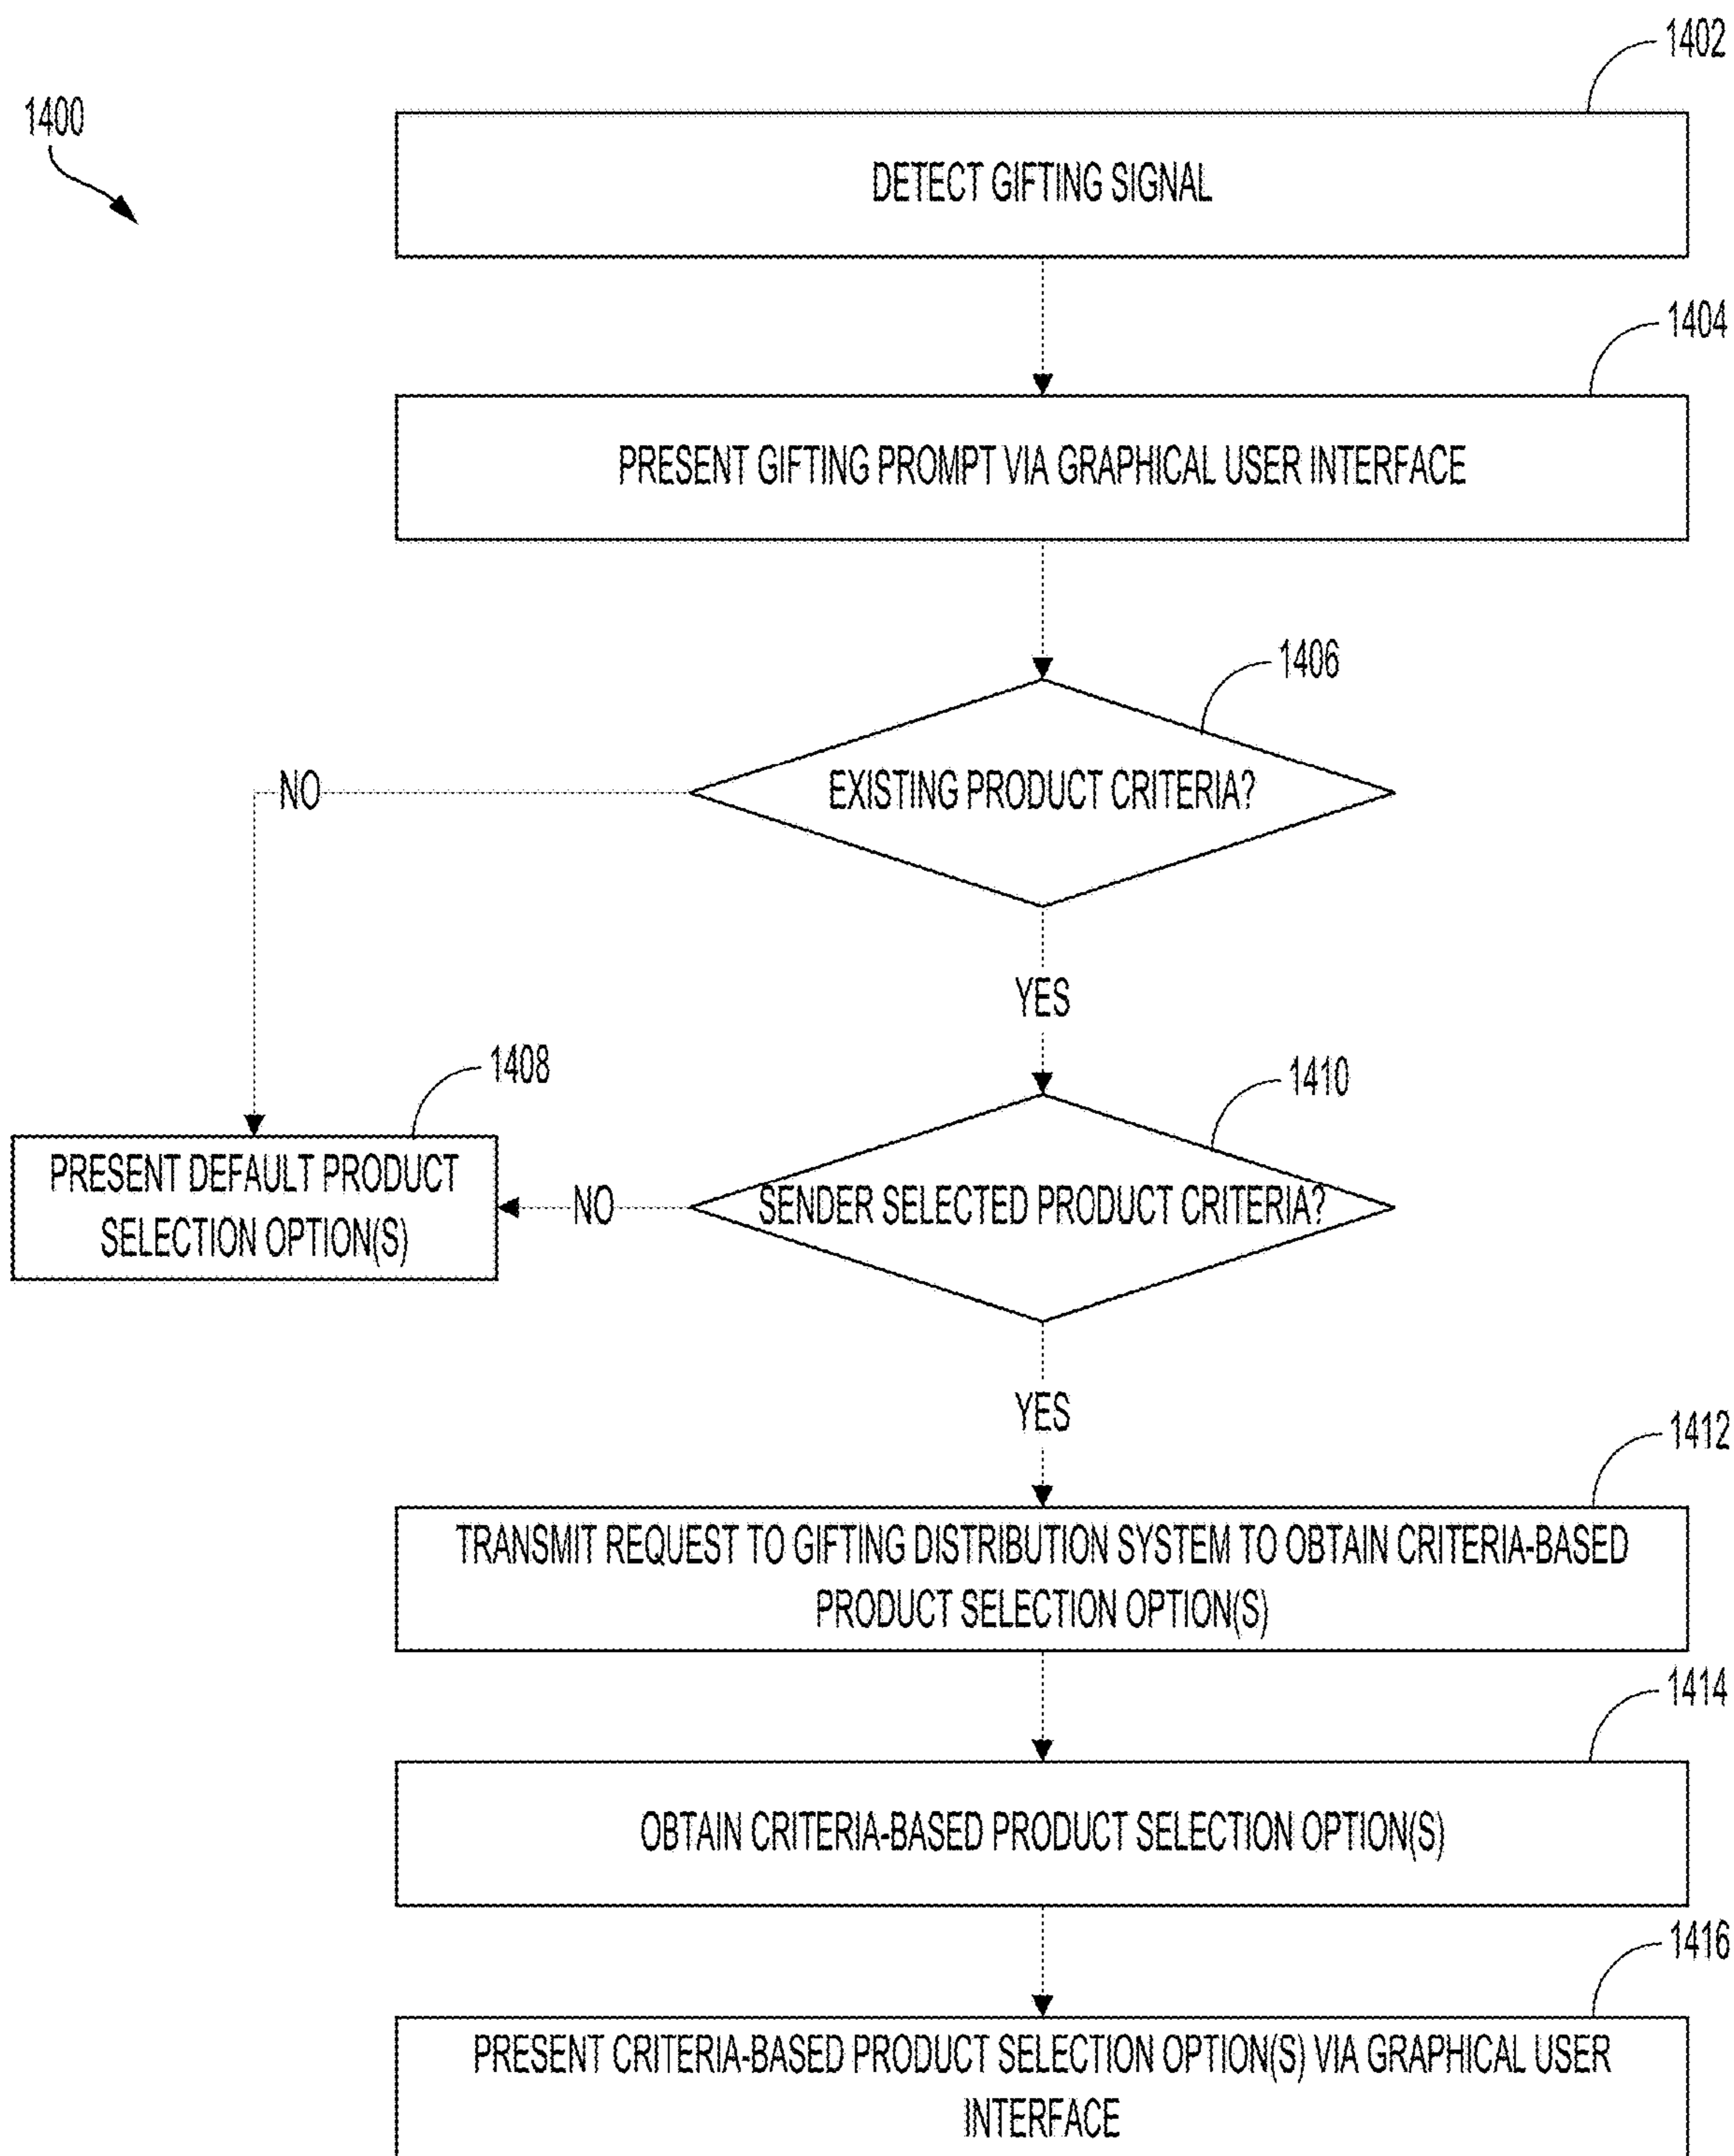 1402
1400
DETECT GIFTING SIGNAL
1404
PRESENT GIFTING PROMPT VIA GRAPHICAL USER INTERFACE
1406
EXISTING PRODUCT CRITERIA?
NO
YES
1408
1410
PRESENT DEFAULT PRODUCT
SELECTION OPTION(S)
NO
SENDER SELECTED PRODUCT CRITERIA?
YES
1412
TRANSMIT REQUEST TO GIFTING DISTRIBUTION SYSTEM TO OBTAIN CRITERIA-BASED
PRODUCT SELECTION OPTION(S)
1414
OBTAIN CRITERIA-BASED PRODUCT SELECTION OPTION(S)
1416
PRESENT CRITERIA-BASED PRODUCT SELECTION OPTION(S) VIA GRAPHICAL USER
INTERFACE